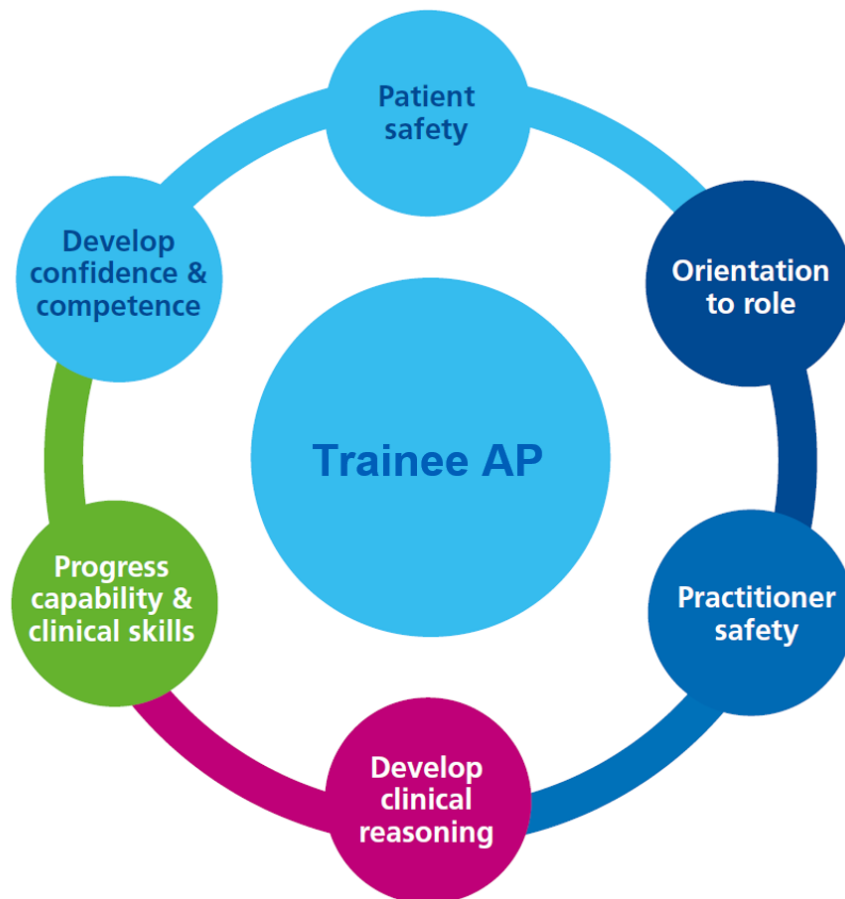 Patient
safety
Orientation
to role
Practitioner
safety
Develop
clinical
reasoning
Progress
capability &
clinical skills
Develop
confidence &
competence
Trainee AP